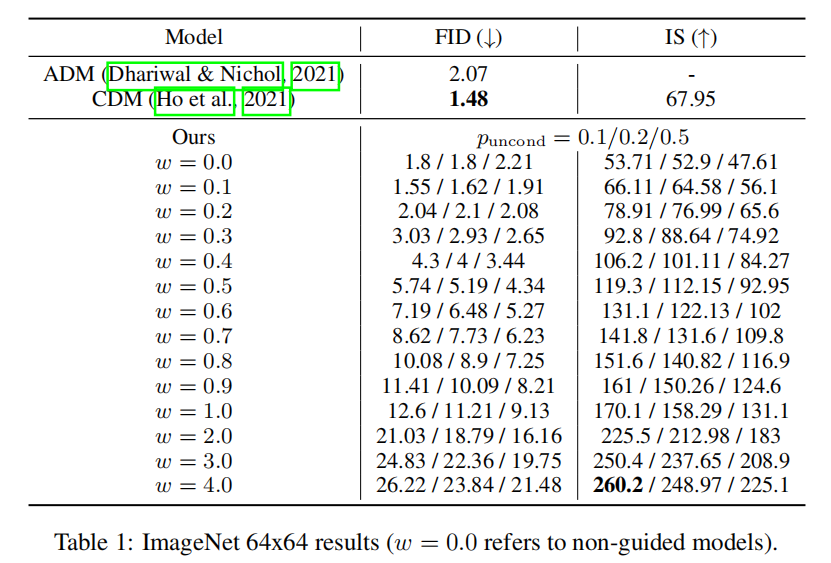 Model FID (↓) IS (↑)
ADM (Dhariwal & Nichol, 2021) 2.07 -
CDM (Ho et al., 2021) 1.48 67.95
Ours p_uncond = 0.1/0.2/0.5
w = 0.0 1.8 / 1.8 / 2.21 53.71 / 52.9 / 47.61
w = 0.1 1.55 / 1.62 / 1.91 66.11 / 64.58 / 56.1
w = 0.2 2.04 / 2.1 / 2.08 78.91 / 76.99 / 65.6
w = 0.3 3.03 / 2.93 / 2.65 92.8 / 88.64 / 74.92
w = 0.4 4.3 / 4 / 3.44 106.2 / 101.11 / 84.27
w = 0.5 5.74 / 5.19 / 4.34 119.3 / 112.15 / 92.95
w = 0.6 7.19 / 6.48 / 5.27 131.1 / 122.13 / 102
w = 0.7 8.62 / 7.73 / 6.23 141.8 / 131.6 / 109.8
w = 0.8 10.08 / 8.9 / 7.25 151.6 / 140.82 / 116.9
w = 0.9 11.41 / 10.09 / 8.21 161 / 150.26 / 124.6
w = 1.0 12.6 / 11.21 / 9.13 170.1 / 158.29 / 131.1
w = 2.0 21.03 / 18.79 / 16.16 225.5 / 212.98 / 183
w = 3.0 24.83 / 22.36 / 19.75 250.4 / 237.65 / 208.9
w = 4.0 26.22 / 23.84 / 21.48 260.2 / 248.97 / 225.1
Table 1: ImageNet 64x64 results (w = 0.0 refers to non-guided models).